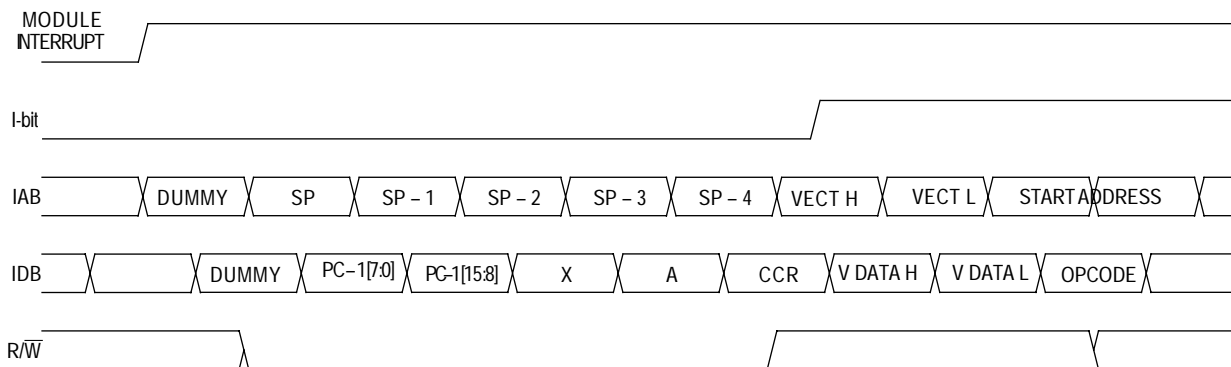 MODULE
INTERRUPT
I-bit
IAB DUMMY SP SP – 1 SP – 2 SP – 3 SP – 4 VECT H VECT L START ADDRESS
IDB DUMMY PC–1[7:0] PC-1[15:8] X A CCR V DATA H V DATA L OPCODE
R/W̅